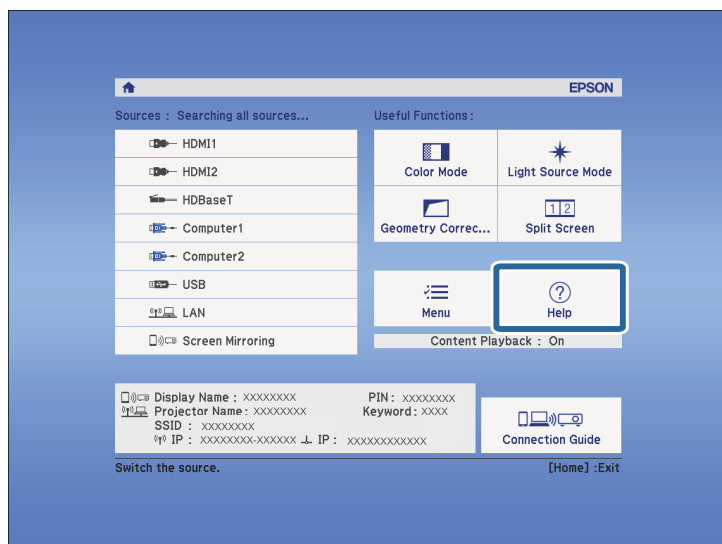 EPSON
Sources : Searching all sources...
HDMI1
HDMI2
HDBaseT
Computer1
Computer2
USB
LAN
Screen Mirroring
Useful Functions :
Color Mode
Light Source Mode
Geometry Correc...
1 2
Split Screen
Menu
?
Help
Content Playback : On
Display Name : XXXXXXXX
PIN : XXXXXXXX
Projector Name : XXXXXXXX
Keyword : XXXX
SSID : XXXXXXXX
IP : XXXXXXXX-XXXXXX IP : XXXXXXXXXXXX
Connection Guide
Switch the source.
[Home] :Exit